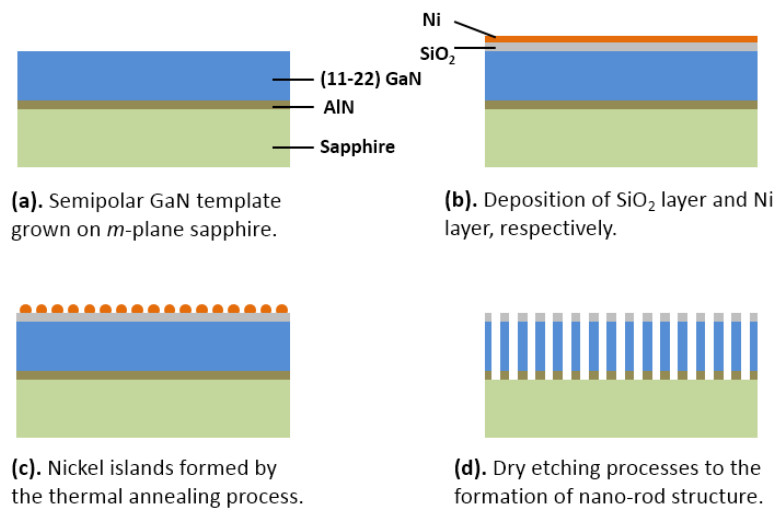 Ni
SiO₂
(11-22) GaN
AlN
Sapphire
(a). Semipolar GaN template
grown on m-plane sapphire.
(b). Deposition of SiO₂ layer and Ni
layer, respectively.
(c). Nickel islands formed by
the thermal annealing process.
(d). Dry etching processes to the
formation of nano-rod structure.